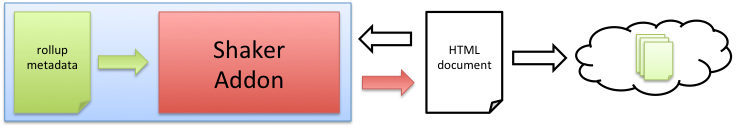 rollup
metadata
Shaker
Addon
HTML
document